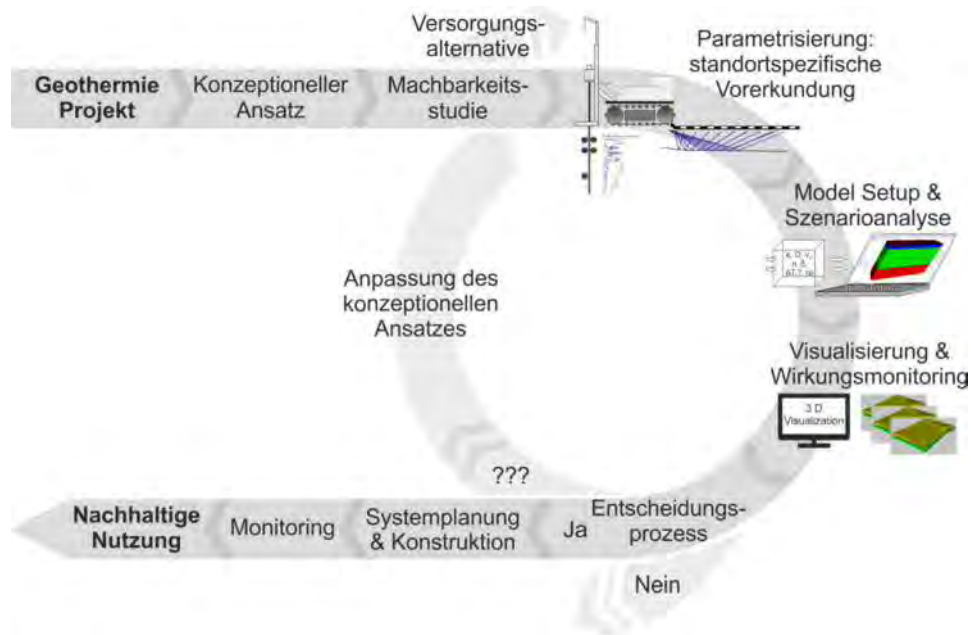 Versorgungs-
alternative
Geothermie
Projekt
Konzeptioneller
Ansatz
Machbarkeits-
studie
Parametrisierung:
standortspezifische
Vorerkundung
Model Setup &
Szenarioanalyse
Anpassung des
konzeptionellen
Ansatzes
Visualisierung &
Wirkungsmonitoring
3 D
Visualization
???
Nachhaltige
Nutzung
Monitoring
Systemplanung
& Konstruktion
Ja
Entscheidungs-
prozess
Nein